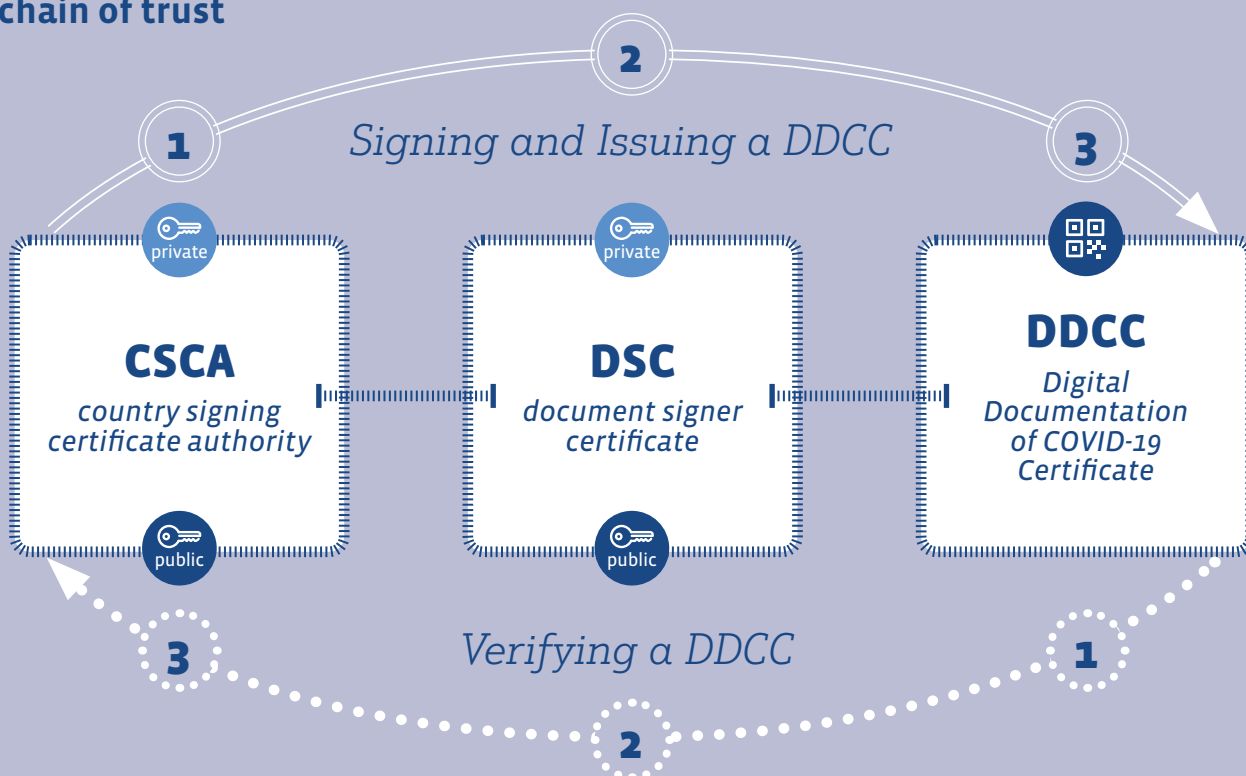 chain of trust
2
1
3
Signing and Issuing a DDCC
private
private
CSCA
country signing
certificate authority
DSC
document signer
certificate
DDCC
Digital
Documentation
of COVID-19
Certificate
public
public
Verifying a DDCC
3
1
2